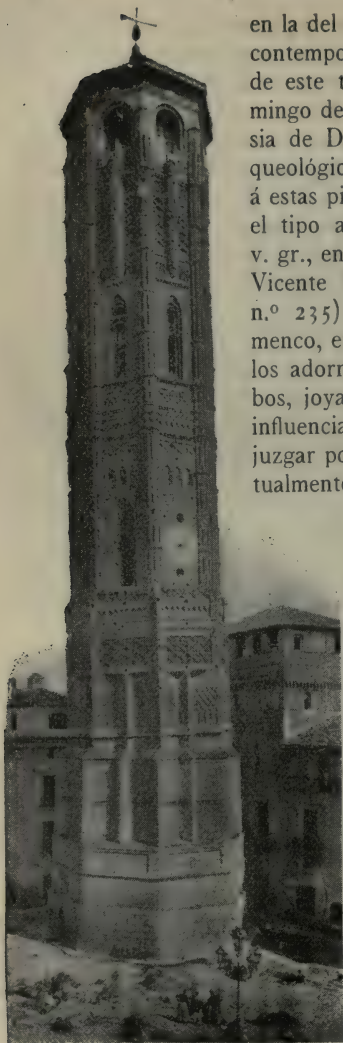 en la del
contempo
de este t
mingo de
sia de D
queológic
á estas pi
el tipo a
v. gr., en
Vicente
n.º 235)
menco, e
los adorn
bos, joya
influencia
juzgar po
tualmente